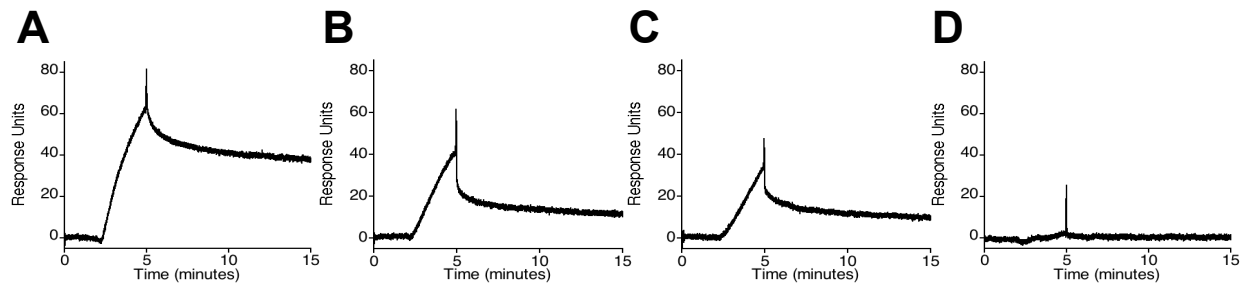 A B C D
80 80 80 80
60 60 60 60
40 40 40 40
20 20 20 20
0 0 0 0
Response Units Response Units Response Units Response Units
0 5 10 15 0 5 10 15 0 5 10 15 0 5 10 15
Time (minutes) Time (minutes) Time (minutes) Time (minutes)